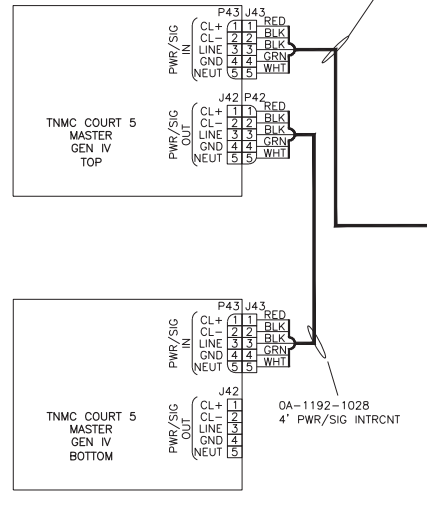 P43 J43
PWR/SIG IN
CL+ 1 1 RED
CL- 2 2 BLK
LINE 3 3 BLK
GND 4 4 GRN
NEUT 5 5 WHT
TNMC COURT 5
MASTER
GEN IV
TOP
J42 P42
PWR/SIG OUT
CL+ 1 1 RED
CL- 2 2 BLK
LINE 3 3 BLK
GND 4 4 GRN
NEUT 5 5 WHT
P43 J43
PWR/SIG IN
CL+ 1 1 RED
CL- 2 2 BLK
LINE 3 3 BLK
GND 4 4 GRN
NEUT 5 5 WHT
TNMC COURT 5
MASTER
GEN IV
BOTTOM
J42
PWR/SIG OUT
CL+ 1
CL- 2
LINE 3
GND 4
NEUT 5
0A-1192-1028
4' PWR/SIG INTRCNT